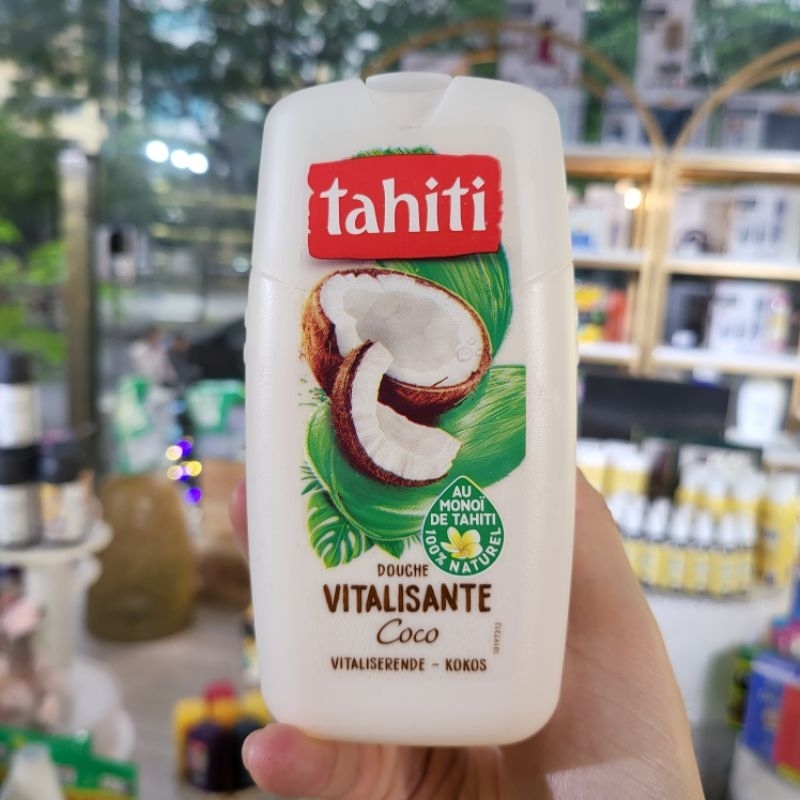 tahiti
AU
MONOÏ
DE TAHITI
100% NATUREL
DOUCHE
VITALISANTE
Coco
VITALISERENDE - KOKOS